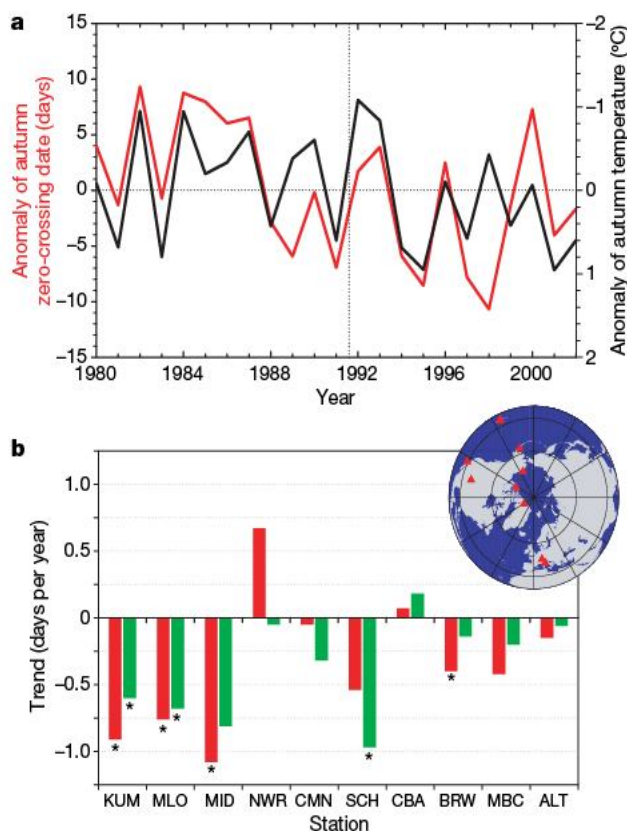 a
15
10
5
0
−5
−10
−15
Anomaly of autumn
zero-crossing date (days)
−2
−1
0
1
2
Anomaly of autumn temperature (ºC)
1980 1984 1988 1992 1996 2000
Year
b
1.0
0.5
0
−0.5
−1.0
Trend (days per year)
* * * * * * *
KUM MLO MID NWR CMN SCH CBA BRW MBC ALT
Station